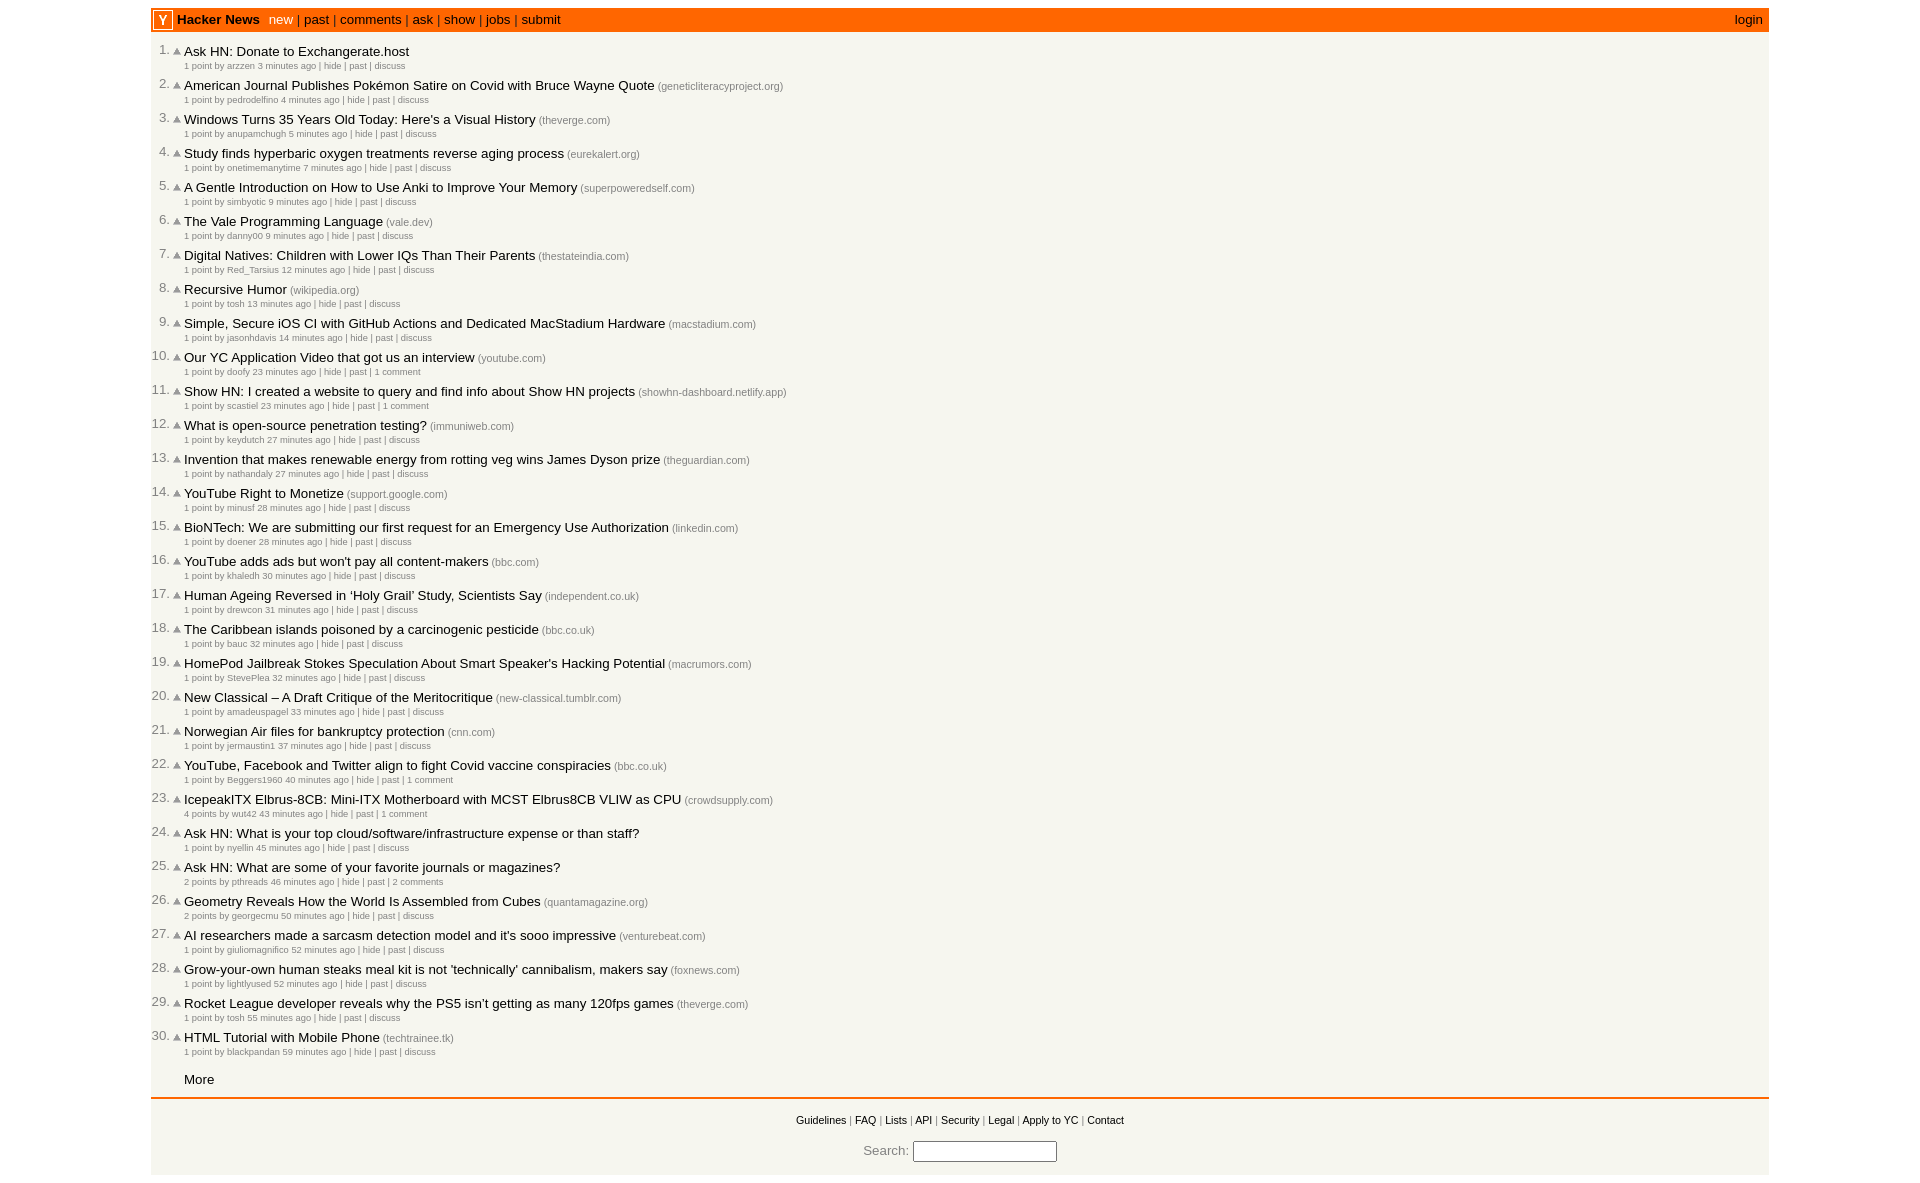 Y Hacker News new | past | comments | ask | show | jobs | submit login
1. Ask HN: Donate to Exchangerate.host
1 point by arzzen 3 minutes ago | hide | past | discuss
2. American Journal Publishes Pokémon Satire on Covid with Bruce Wayne Quote (geneticliteracyproject.org)
1 point by pedrodelfino 4 minutes ago | hide | past | discuss
3. Windows Turns 35 Years Old Today: Here's a Visual History (theverge.com)
1 point by anupamchugh 5 minutes ago | hide | past | discuss
4. Study finds hyperbaric oxygen treatments reverse aging process (eurekalert.org)
1 point by onetimemanytime 7 minutes ago | hide | past | discuss
5. A Gentle Introduction on How to Use Anki to Improve Your Memory (superpoweredself.com)
1 point by simbyotic 9 minutes ago | hide | past | discuss
6. The Vale Programming Language (vale.dev)
1 point by danny00 9 minutes ago | hide | past | discuss
7. Digital Natives: Children with Lower IQs Than Their Parents (thestateindia.com)
1 point by Red_Tarsius 12 minutes ago | hide | past | discuss
8. Recursive Humor (wikipedia.org)
1 point by tosh 13 minutes ago | hide | past | discuss
9. Simple, Secure iOS CI with GitHub Actions and Dedicated MacStadium Hardware (macstadium.com)
1 point by jasonhdavis 14 minutes ago | hide | past | discuss
10. Our YC Application Video that got us an interview (youtube.com)
1 point by doofy 23 minutes ago | hide | past | 1 comment
11. Show HN: I created a website to query and find info about Show HN projects (showhn-dashboard.netlify.app)
1 point by scastiel 23 minutes ago | hide | past | 1 comment
12. What is open-source penetration testing? (immuniweb.com)
1 point by keydutch 27 minutes ago | hide | past | discuss
13. Invention that makes renewable energy from rotting veg wins James Dyson prize (theguardian.com)
1 point by nathandaly 27 minutes ago | hide | past | discuss
14. YouTube Right to Monetize (support.google.com)
1 point by minusf 28 minutes ago | hide | past | discuss
15. BioNTech: We are submitting our first request for an Emergency Use Authorization (linkedin.com)
1 point by doener 28 minutes ago | hide | past | discuss
16. YouTube adds ads but won't pay all content-makers (bbc.com)
1 point by khaledh 30 minutes ago | hide | past | discuss
17. Human Ageing Reversed in ‘Holy Grail’ Study, Scientists Say (independent.co.uk)
1 point by drewcon 31 minutes ago | hide | past | discuss
18. The Caribbean islands poisoned by a carcinogenic pesticide (bbc.co.uk)
1 point by bauc 32 minutes ago | hide | past | discuss
19. HomePod Jailbreak Stokes Speculation About Smart Speaker's Hacking Potential (macrumors.com)
1 point by StevePlea 32 minutes ago | hide | past | discuss
20. New Classical – A Draft Critique of the Meritocritique (new-classical.tumblr.com)
1 point by amadeuspagel 33 minutes ago | hide | past | discuss
21. Norwegian Air files for bankruptcy protection (cnn.com)
1 point by jermaustin1 37 minutes ago | hide | past | discuss
22. YouTube, Facebook and Twitter align to fight Covid vaccine conspiracies (bbc.co.uk)
1 point by Beggers1960 40 minutes ago | hide | past | 1 comment
23. IcepeakITX Elbrus-8CB: Mini-ITX Motherboard with MCST Elbrus8CB VLIW as CPU (crowdsupply.com)
4 points by wut42 43 minutes ago | hide | past | 1 comment
24. Ask HN: What is your top cloud/software/infrastructure expense or than staff?
1 point by nyellin 45 minutes ago | hide | past | discuss
25. Ask HN: What are some of your favorite journals or magazines?
2 points by pthreads 46 minutes ago | hide | past | 2 comments
26. Geometry Reveals How the World Is Assembled from Cubes (quantamagazine.org)
2 points by georgecmu 50 minutes ago | hide | past | discuss
27. AI researchers made a sarcasm detection model and it's sooo impressive (venturebeat.com)
1 point by giuliomagnifico 52 minutes ago | hide | past | discuss
28. Grow-your-own human steaks meal kit is not 'technically' cannibalism, makers say (foxnews.com)
1 point by lightlyused 52 minutes ago | hide | past | discuss
29. Rocket League developer reveals why the PS5 isn’t getting as many 120fps games (theverge.com)
1 point by tosh 55 minutes ago | hide | past | discuss
30. HTML Tutorial with Mobile Phone (techtrainee.tk)
1 point by blackpandan 59 minutes ago | hide | past | discuss
More
Guidelines | FAQ | Lists | API | Security | Legal | Apply to YC | Contact
Search: